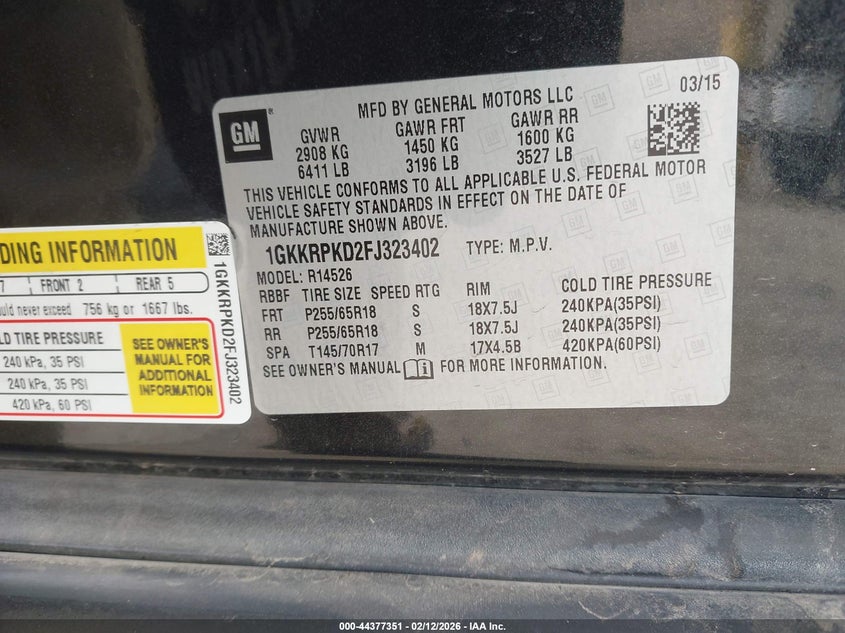 03/15
MFD BY GENERAL MOTORS LLC
GM
GVWR GAWR FRT GAWR RR
2908 KG 1450 KG 1600 KG
6411 LB 3196 LB 3527 LB
THIS VEHICLE CONFORMS TO ALL APPLICABLE U.S. FEDERAL MOTOR
VEHICLE SAFETY STANDARDS IN EFFECT ON THE DATE OF
MANUFACTURE SHOWN ABOVE.
1GKKRPKD2FJ323402 TYPE: M.P.V.
MODEL: R14526
RBBF TIRE SIZE SPEED RTG RIM COLD TIRE PRESSURE
FRT P255/65R18 S 18X7.5J 240KPA(35PSI)
RR P255/65R18 S 18X7.5J 240KPA(35PSI)
SPA T145/70R17 M 17X4.5B 420KPA(60PSI)
SEE OWNER'S MANUAL i FOR MORE INFORMATION.
DING INFORMATION
7 FRONT 2 REAR 5
ould never exceed 756 kg or 1667 lbs.
LD TIRE PRESSURE
240 kPa, 35 PSI
240 kPa, 35 PSI
420 kPa, 60 PSI
SEE OWNER'S
MANUAL FOR
ADDITIONAL
INFORMATION
1GKKRPKD2FJ323402
000-44377351 - 02/12/2026 - IAA Inc.